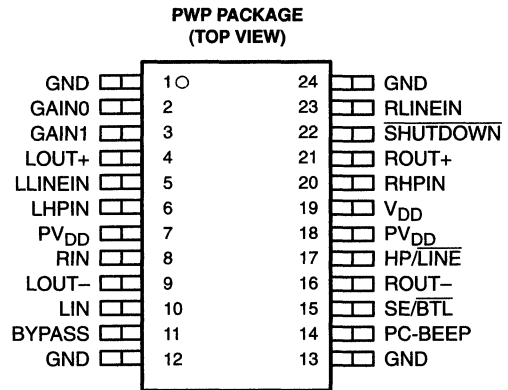 PWP PACKAGE
(TOP VIEW)
GND 1 24 GND
GAIN0 2 23 RLINEIN
GAIN1 3 22 SHUTDOWN
LOUT+ 4 21 ROUT+
LLINEIN 5 20 RHPIN
LHPIN 6 19 VDD
PVDD 7 18 PVDD
RIN 8 17 HP/LINE
LOUT− 9 16 ROUT−
LIN 10 15 SE/BTL
BYPASS 11 14 PC-BEEP
GND 12 13 GND